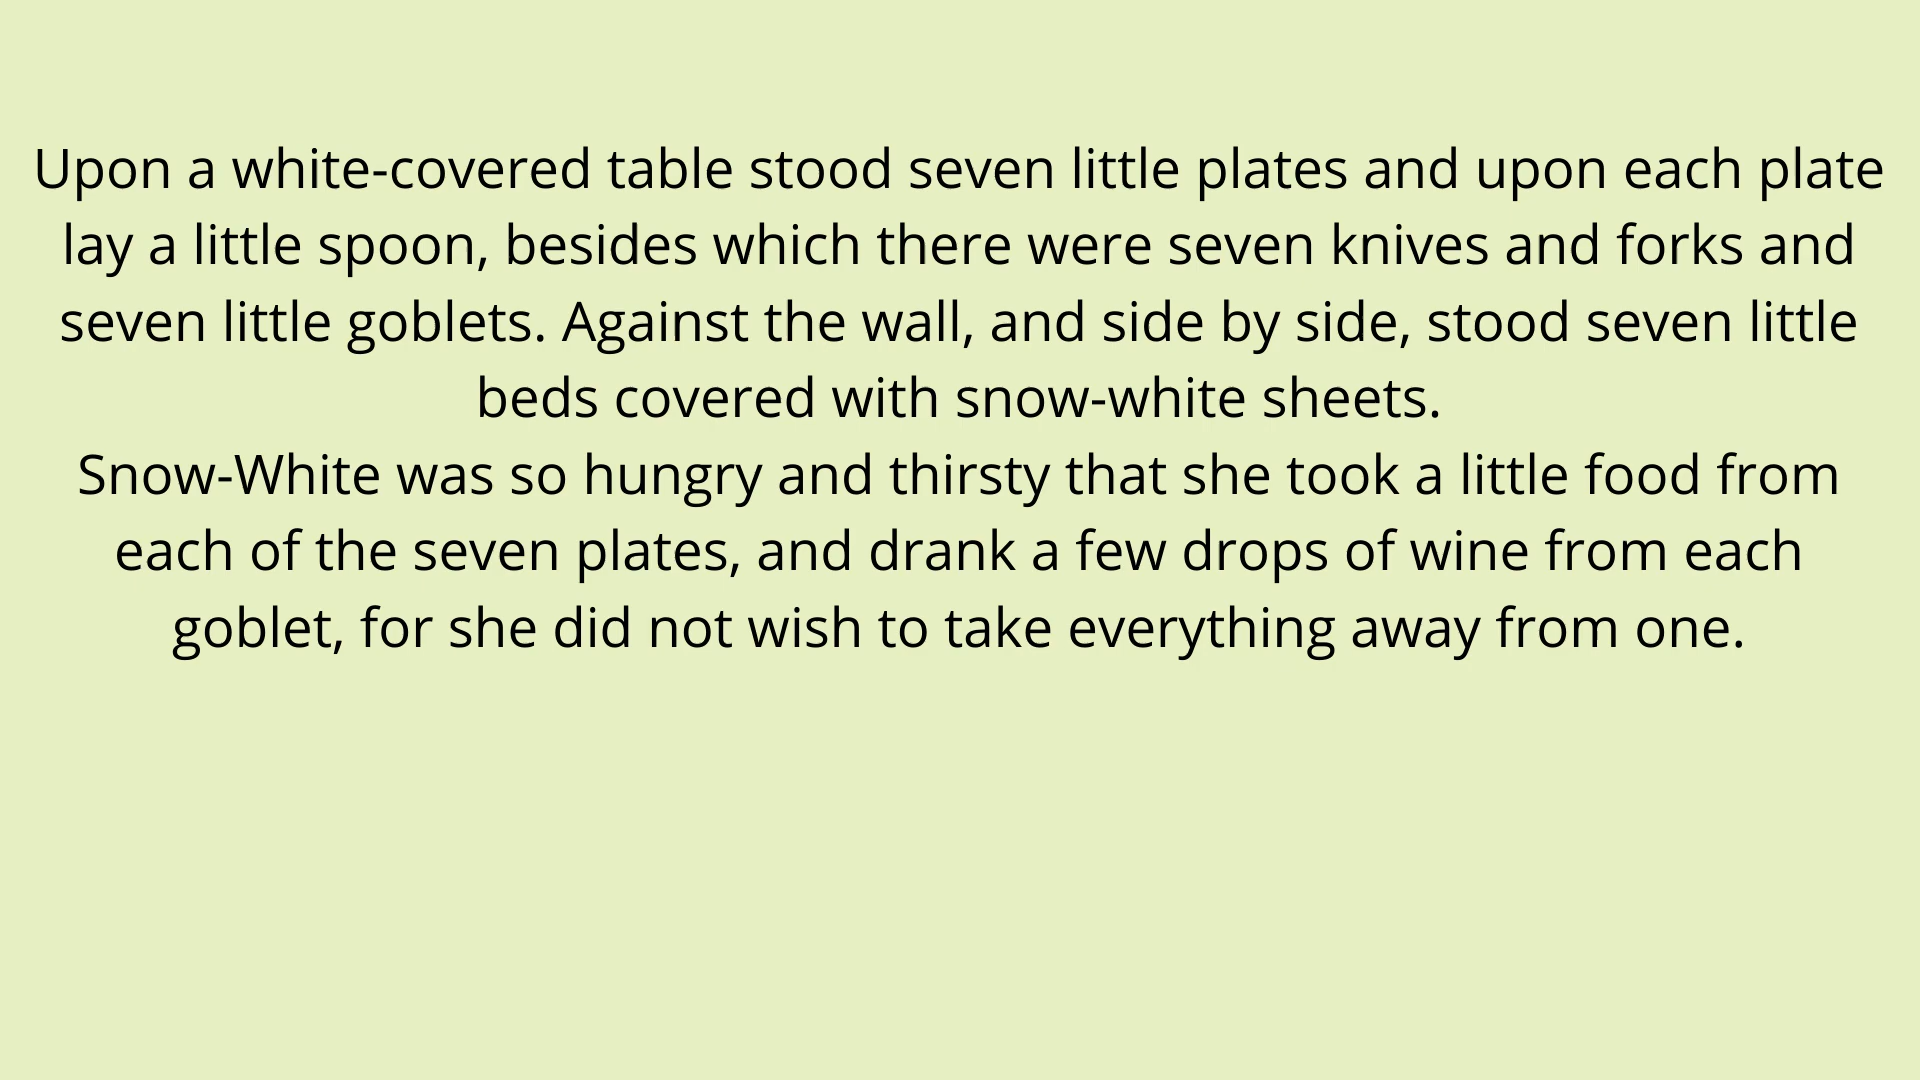 Upon a white-covered table stood seven little plates and upon each plate
lay a little spoon, besides which there were seven knives and forks and
seven little goblets. Against the wall, and side by side, stood seven little
beds covered with snow-white sheets.
Snow-White was so hungry and thirsty that she took a little food from
each of the seven plates, and drank a few drops of wine from each
goblet, for she did not wish to take everything away from one.